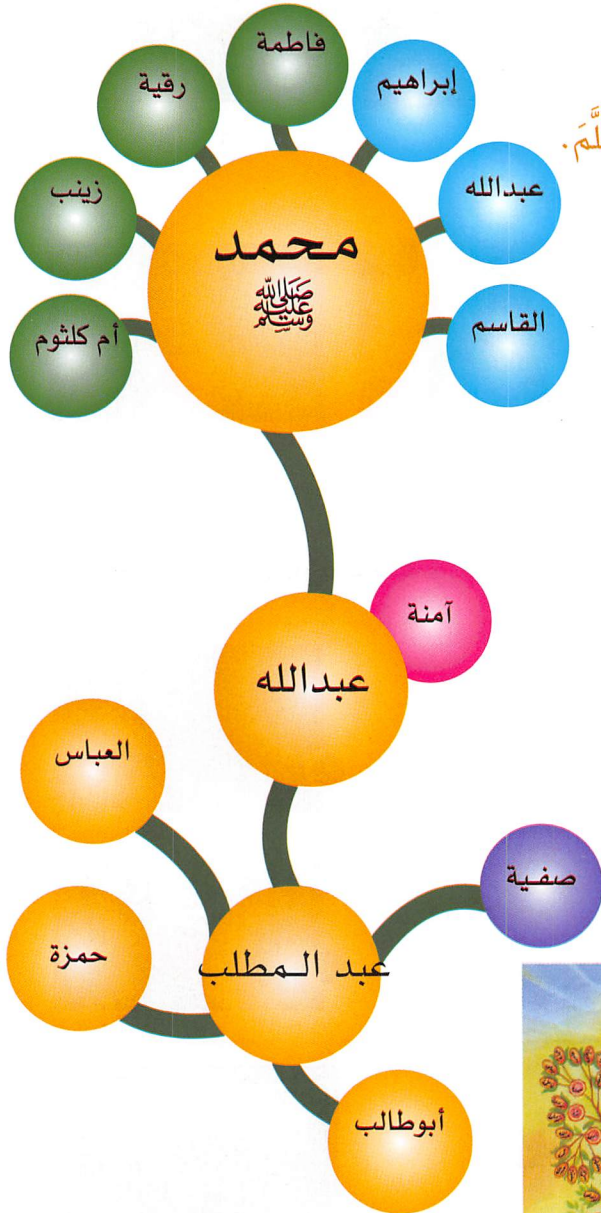 فاطمة
إبراهيم
رقية
عبدالله
زينب
القاسم
أم كلثوم
محمد
صلى الله عليه وسلم
آمنة
عبدالله
العباس
صفية
حمزة
عبد المطلب
أبوطالب